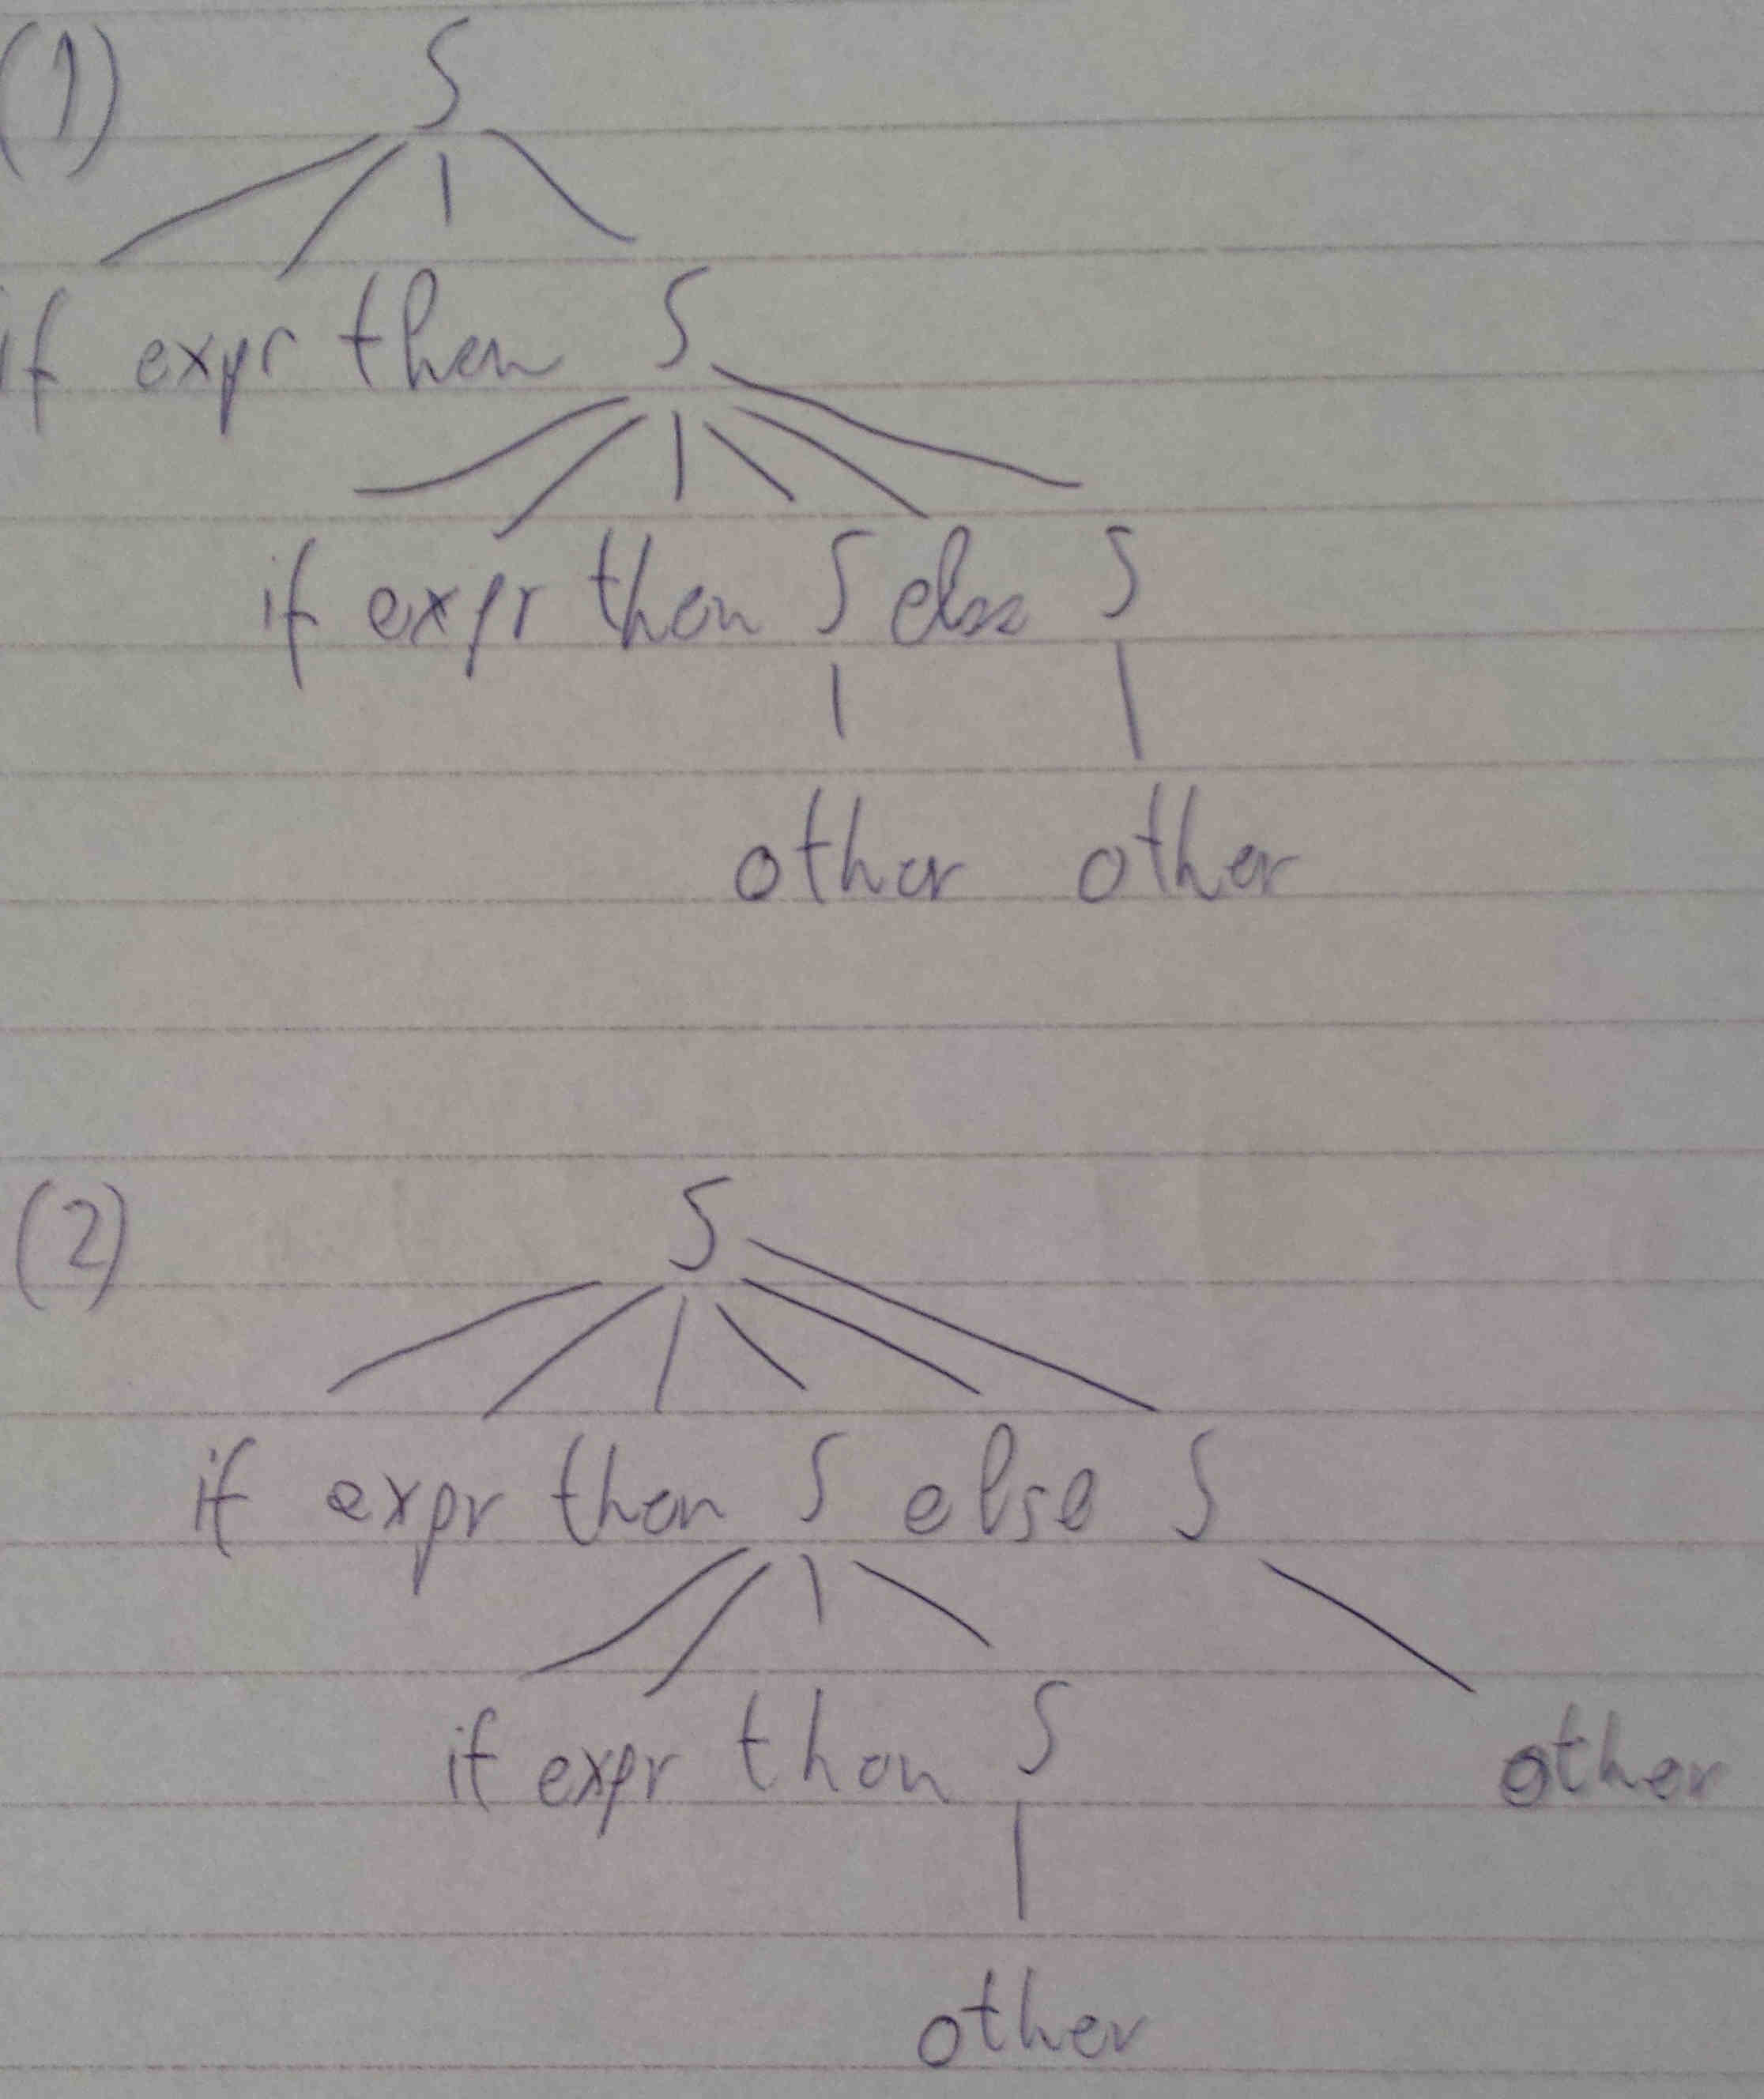 (1) S
if expr then S
if expr then S else S
other other
(2) S
if expr then S else S
if expr then S other
other